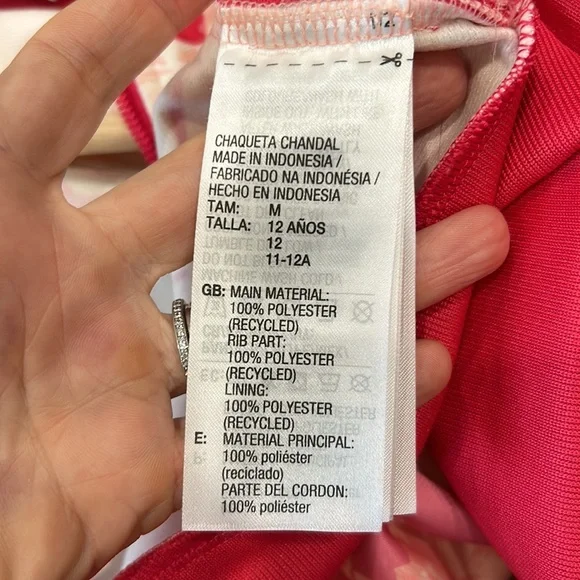 12
CHAQUETA CHANDAL
MADE IN INDONESIA /
FABRICADO NA INDONÉSIA /
HECHO EN INDONESIA
TAM: M
TALLA: 12 AÑOS
12
11-12A
GB: MAIN MATERIAL:
100% POLYESTER
(RECYCLED)
RIB PART:
100% POLYESTER
(RECYCLED)
LINING:
100% POLYESTER
(RECYCLED)
E: MATERIAL PRINCIPAL:
100% poliéster
(reciclado)
PARTE DEL CORDON:
100% poliéster